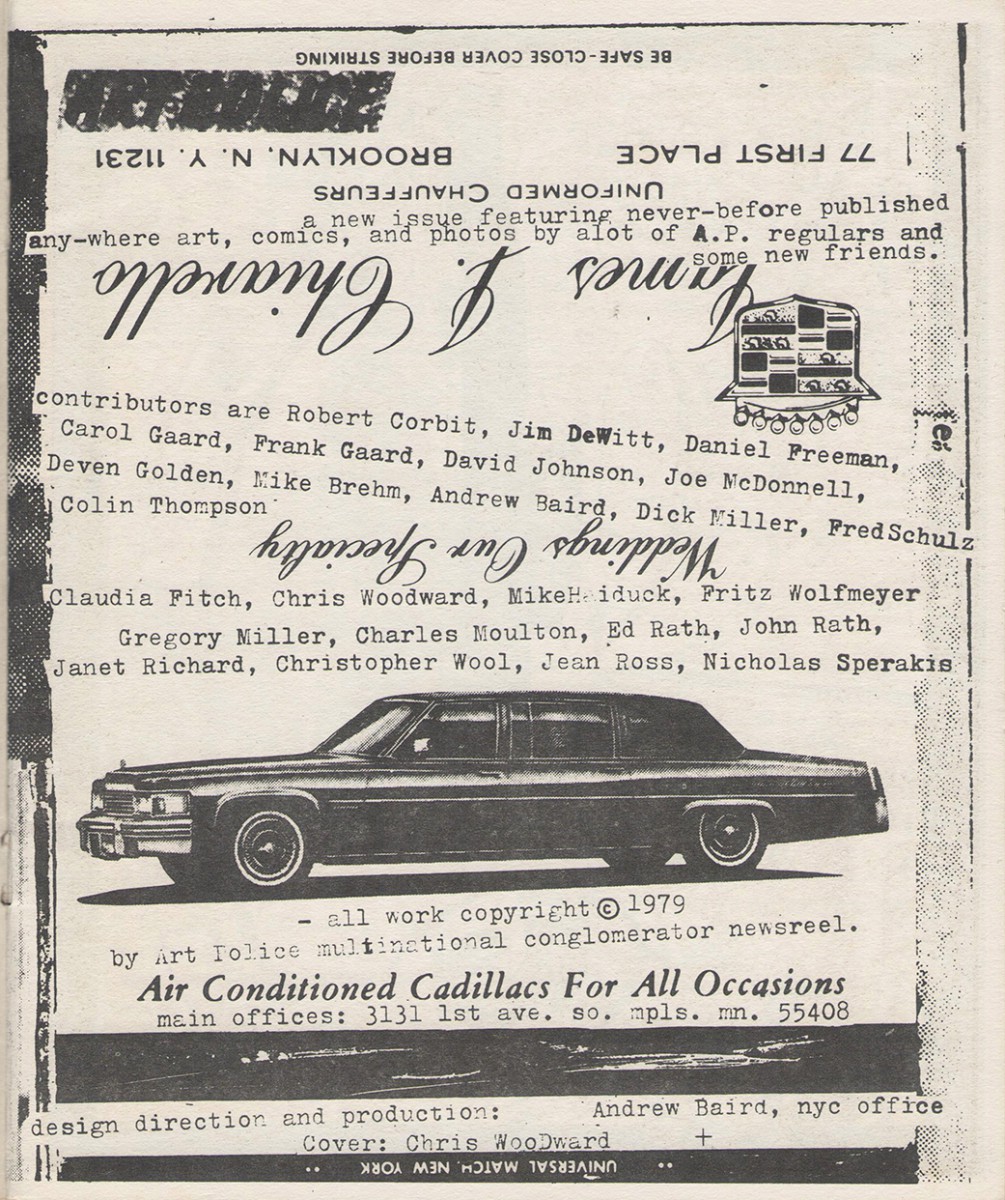 BE SAFE-CLOSE COVER BEFORE STRIKING
ART POLICE
77 FIRST PLACE BROOKLYN, N. Y. 11231
UNIFORMED CHAUFFEURS
a new issue featuring never-before published
any-where art, comics, and photos by alot of A.P. regulars and
some new friends.
James J. Chiarello
contributors are Robert Corbit, Jim DeWitt, Daniel Freeman,
Carol Gaard, Frank Gaard, David Johnson, Joe McDonnell,
Deven Golden, Mike Brehm, Andrew Baird, Dick Miller, FredSchulz
Colin Thompson
Weddings Our Specialty
Claudia Fitch, Chris Woodward, Fritz Wolfmeyer
Gregory Miller, Charles Moulton, Ed Rath, John Rath,
Janet Richard, Christopher Wool, Jean Ross, Nicholas Sperakis
- all work copyright © 1979
by Art Police multinational conglomerator newsreel.
Air Conditioned Cadillacs For All Occasions
main offices: 3131 1st ave. so. mpls. mn. 55408
design direction and production: Andrew Baird, nyc office
Cover: Chris WooDward +
UNIVERSAL MATCH, NEW YORK